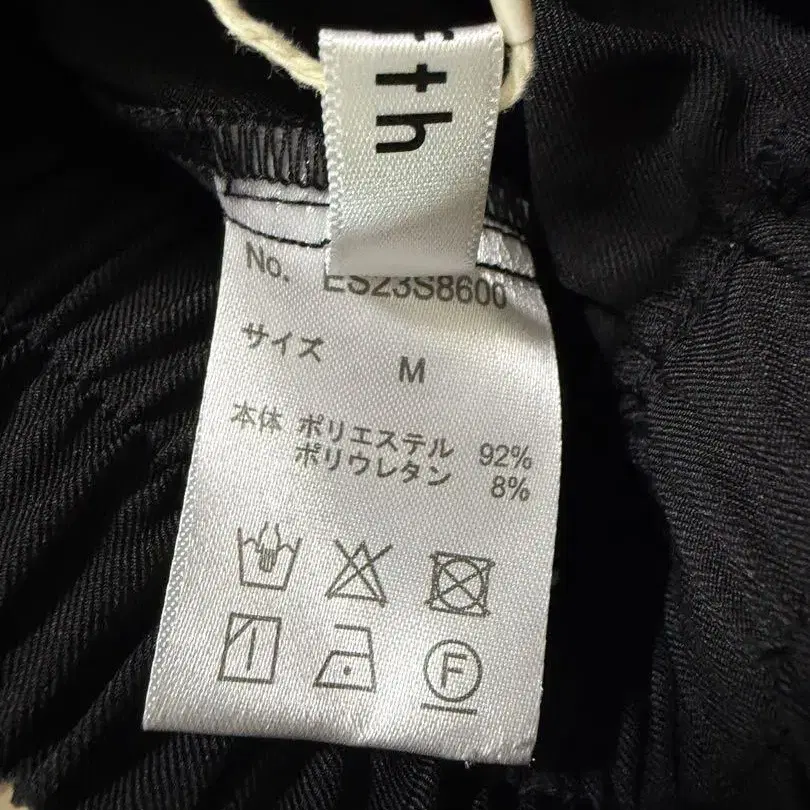 th
No. ES23S8600
サイズ M
本体 ポリエステル 92%
ポリウレタン 8%
F